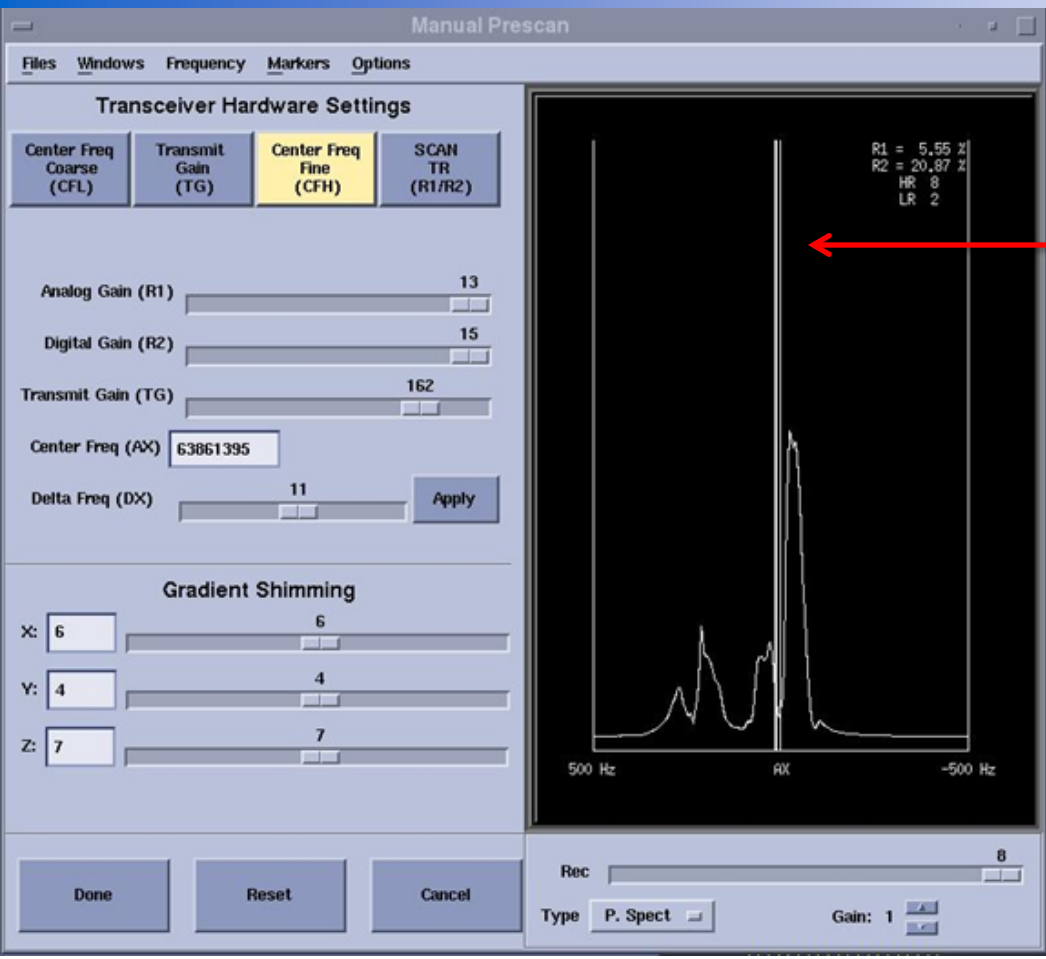 Manual Prescan
Files Windows Frequency Markers Options
Transceiver Hardware Settings
Center Freq
Coarse
(CFL)
Transmit
Gain
(TG)
Center Freq
Fine
(CFH)
SCAN
TR
(R1/R2)
Analog Gain (R1) 13
Digital Gain (R2) 15
Transmit Gain (TG) 162
Center Freq (AX) 63861395
Delta Freq (DX) 11 Apply
Gradient Shimming
X: 6 6
Y: 4 4
Z: 7 7
Done Reset Cancel
R1 = 5.55 %
R2 = 20.87 %
HR 8
LR 2
500 Hz AX -500 Hz
Rec 8
Type P. Spect Gain: 1